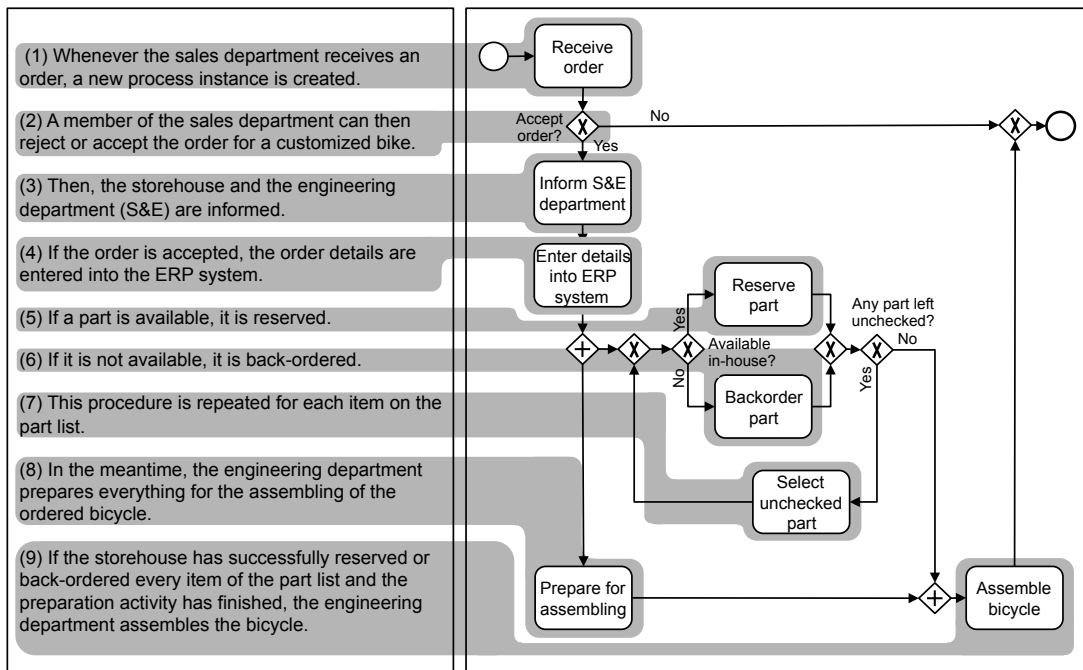 (1) Whenever the sales department receives an
order, a new process instance is created.
(2) A member of the sales department can then
reject or accept the order for a customized bike.
(3) Then, the storehouse and the engineering
department (S&E) are informed.
(4) If the order is accepted, the order details are
entered into the ERP system.
(5) If a part is available, it is reserved.
(6) If it is not available, it is back-ordered.
(7) This procedure is repeated for each item on the
part list.
(8) In the meantime, the engineering department
prepares everything for the assembling of the
ordered bicycle.
(9) If the storehouse has successfully reserved or
back-ordered every item of the part list and the
preparation activity has finished, the engineering
department assembles the bicycle.
Receive
order
Accept
order?
No
Yes
Inform S&E
department
Enter details
into ERP
system
Yes
No
Available
in-house?
Reserve
part
Backorder
part
Any part left
unchecked?
No
Yes
Select
unchecked
part
Prepare for
assembling
Assemble
bicycle